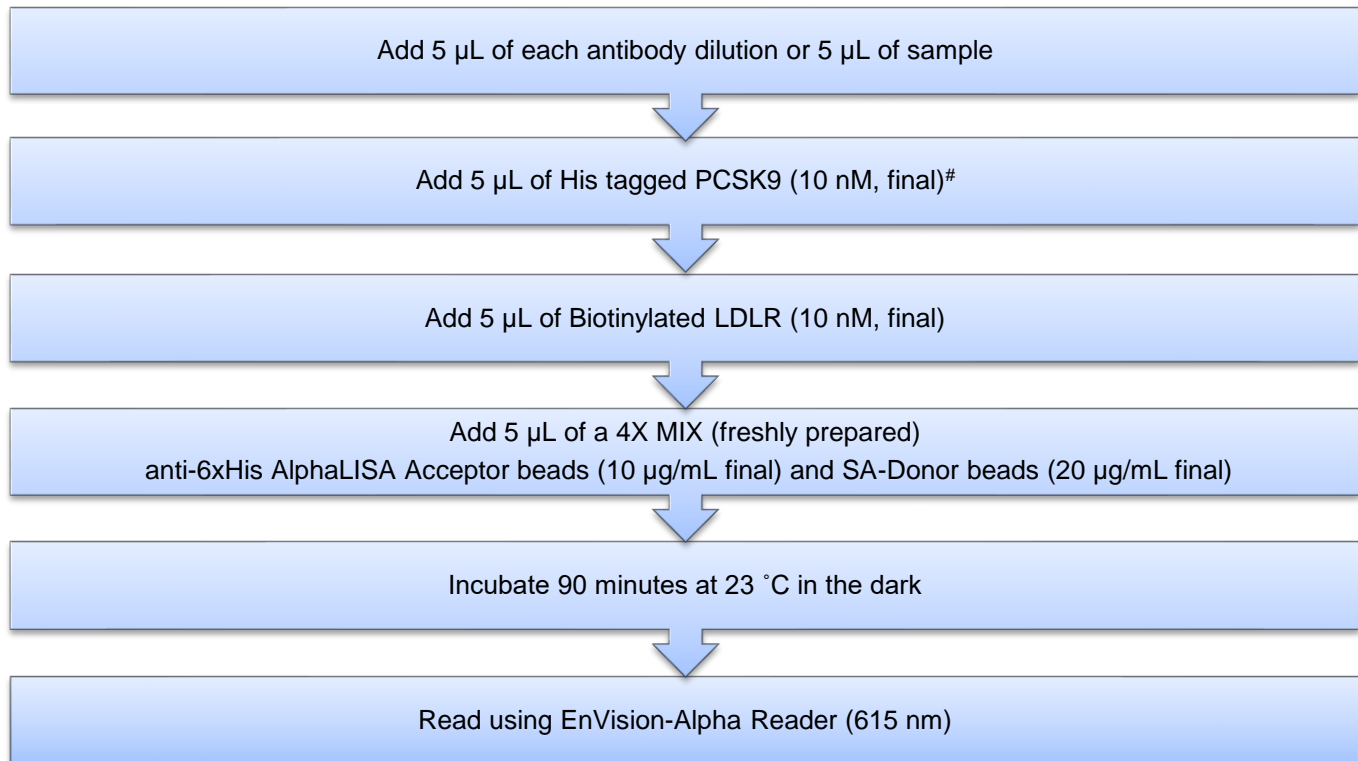 Add 5 µL of each antibody dilution or 5 µL of sample
Add 5 µL of His tagged PCSK9 (10 nM, final)#
Add 5 µL of Biotinylated LDLR (10 nM, final)
Add 5 µL of a 4X MIX (freshly prepared)
anti-6xHis AlphaLISA Acceptor beads (10 µg/mL final) and SA-Donor beads (20 µg/mL final)
Incubate 90 minutes at 23 ˚C in the dark
Read using EnVision-Alpha Reader (615 nm)